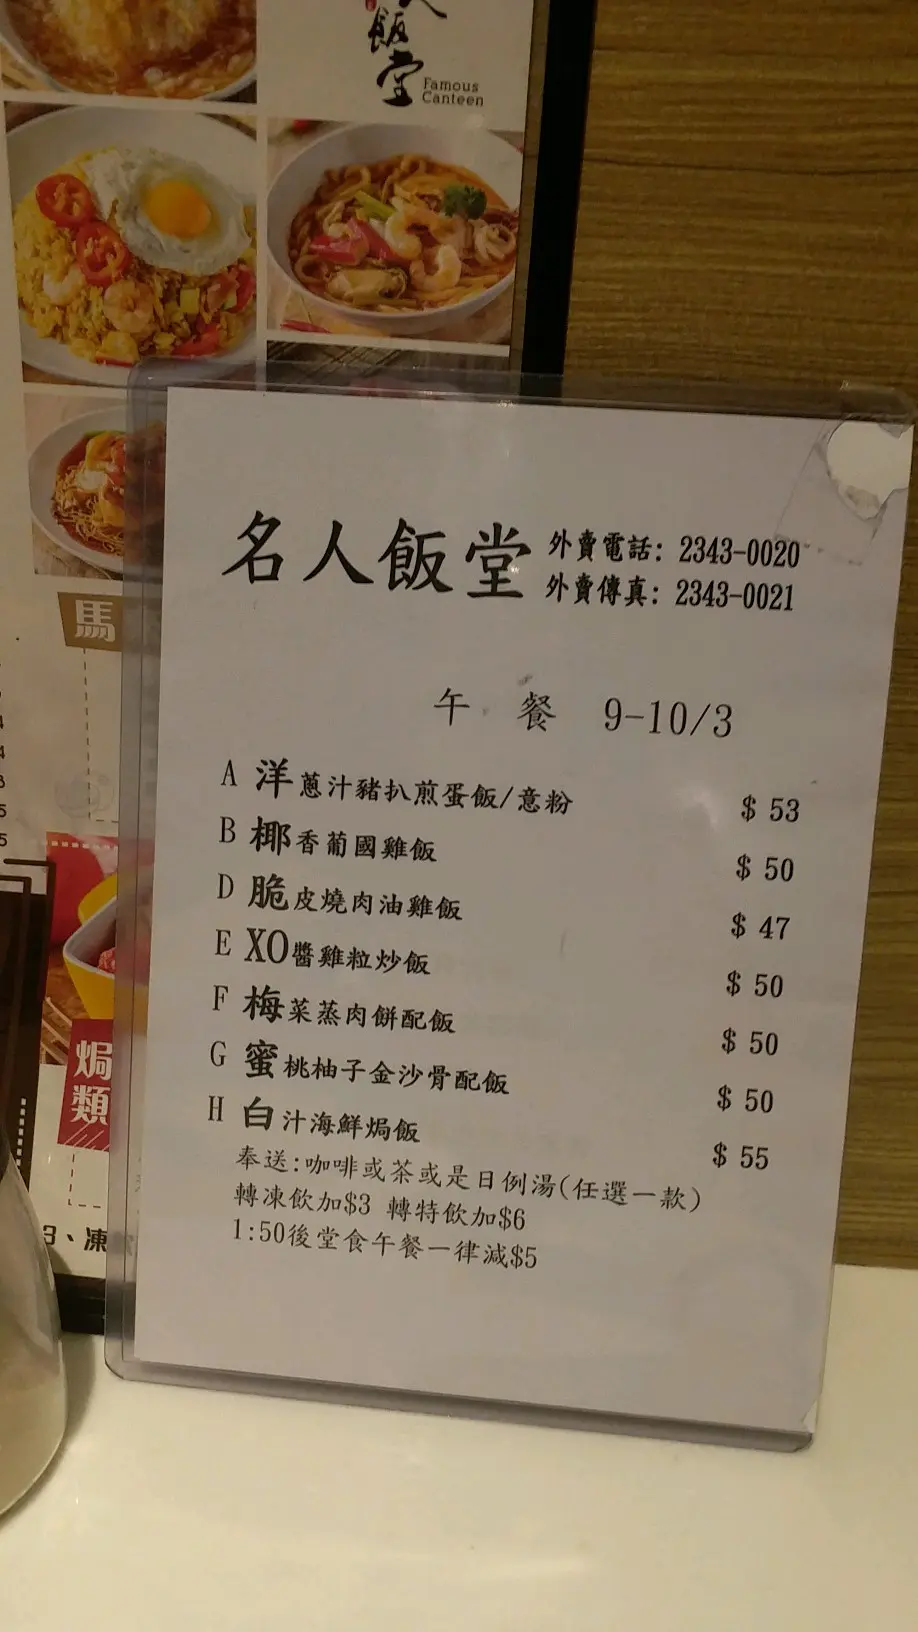 飯堂
Famous
Canteen
名人飯堂
外賣電話: 2343-0020
外賣傳真: 2343-0021
午 餐 9-10/3
A 洋蔥汁豬扒煎蛋飯/意粉 $ 53
B 椰香葡國雞飯 $ 50
D 脆皮燒肉油雞飯 $ 47
E XO醬雞粒炒飯 $ 50
F 梅菜蒸肉餅配飯 $ 50
G 蜜桃柚子金沙骨配飯 $ 50
H 白汁海鮮焗飯 $ 55
奉送:咖啡或茶或是日例湯(任選一款)
轉凍飲加$3 轉特飲加$6
1:50後堂食午餐一律減$5
馬
焗
類
、凍